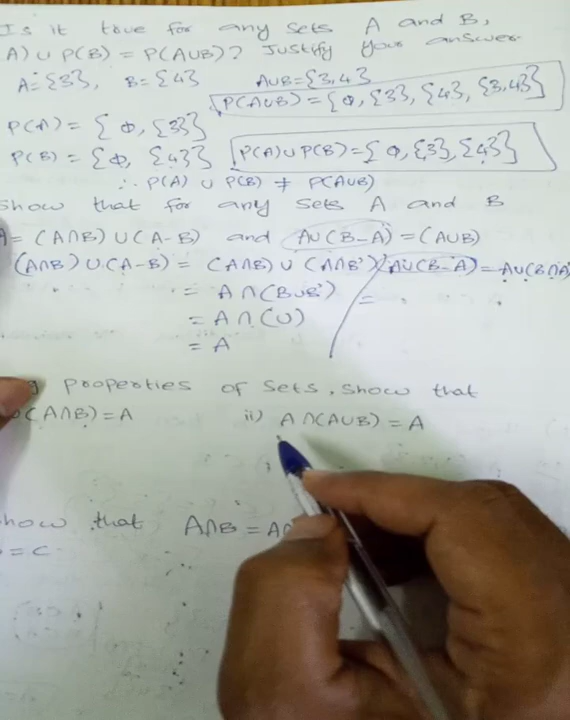 Is it true for any sets A and B,
A) ∪ P(B) = P(A∪B)? Justify your answer.
A = {3}, B = {4} A∪B = {3,4}
P(A∪B) = {Φ, {3}, {4}, {3,4}}
P(A) = {Φ, {3}}
P(B) = {Φ, {4}} P(A)∪P(B) = {Φ, {3}, {4}}
∴ P(A) ∪ P(B) ≠ P(A∪B)
Show that for any sets A and B
A = (A∩B) ∪ (A-B) and A∪(B-A) = (A∪B)
(A∩B) ∪ (A-B) = (A∩B) ∪ (A∩B') A∪(B-A) = A∪(B∩A
= A ∩ (B∪B') =
= A ∩ (U)
= A
g properties of sets, show that
(A∩B) = A ii) A∩(A∪B) = A
how that A∩B = A∩
= C